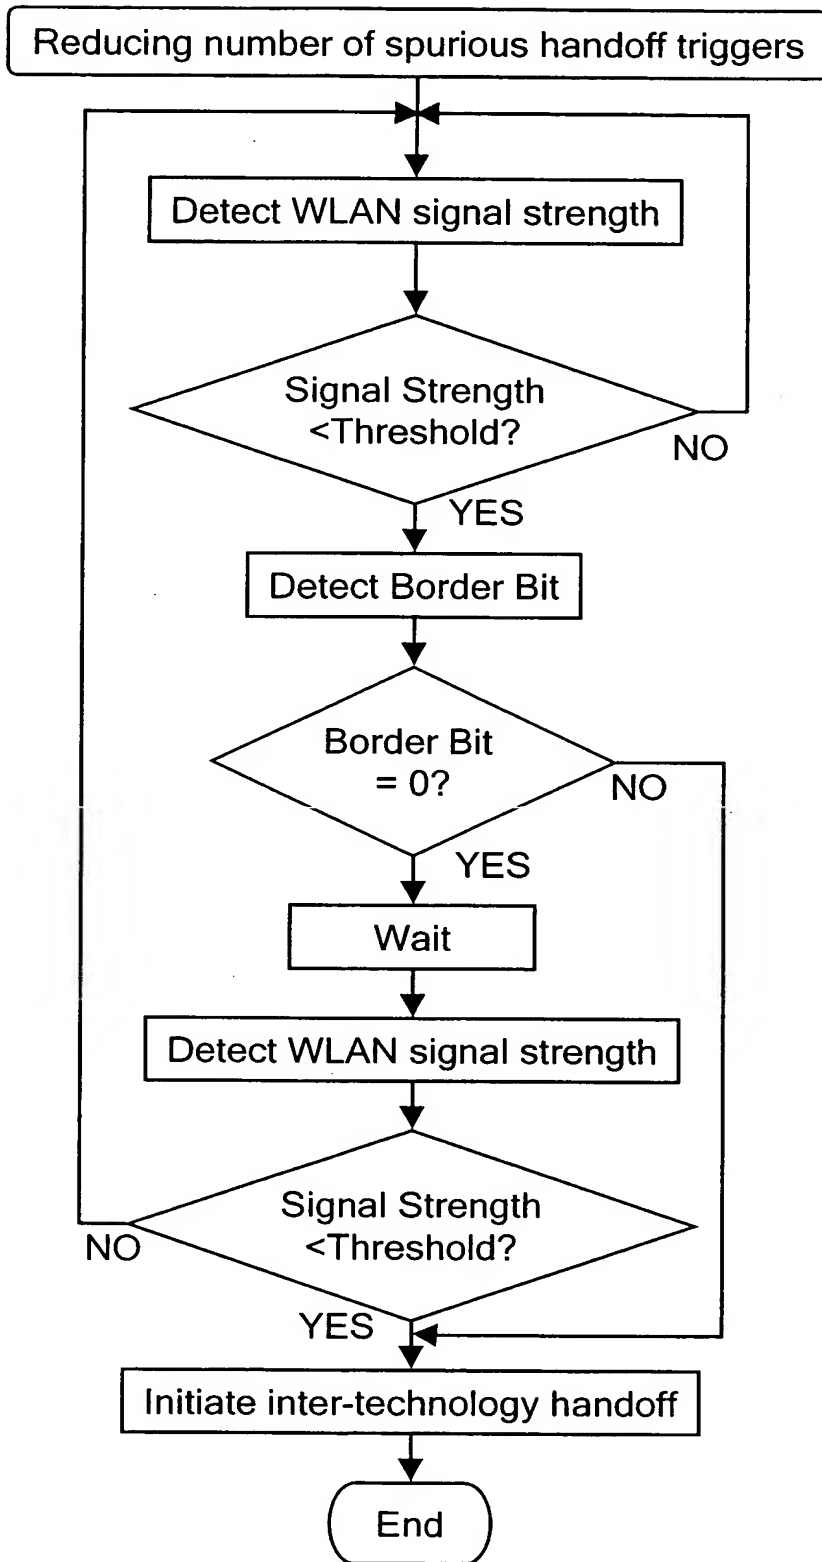 Reducing number of spurious handoff triggers
Detect WLAN signal strength
Signal Strength
<Threshold?
NO
YES
Detect Border Bit
Border Bit
= 0?
NO
YES
Wait
Detect WLAN signal strength
Signal Strength
<Threshold?
NO
YES
Initiate inter-technology handoff
End